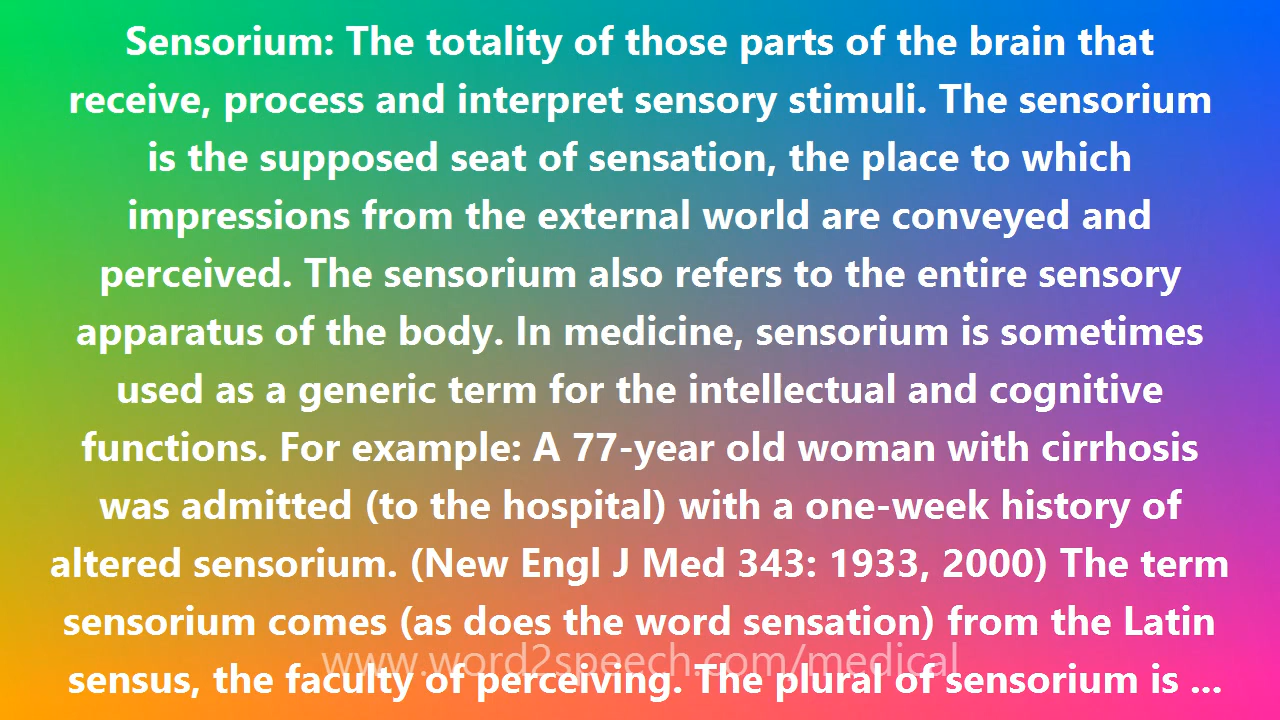 Sensorium: The totality of those parts of the brain that
receive, process and interpret sensory stimuli. The sensorium
is the supposed seat of sensation, the place to which
impressions from the external world are conveyed and
perceived. The sensorium also refers to the entire sensory
apparatus of the body. In medicine, sensorium is sometimes
used as a generic term for the intellectual and cognitive
functions. For example: A 77-year old woman with cirrhosis
was admitted (to the hospital) with a one-week history of
altered sensorium. (New Engl J Med 343: 1933, 2000) The term
sensorium comes (as does the word sensation) from the Latin
www.word2speech.com/medical
sensus, the faculty of perceiving. The plural of sensorium is ...